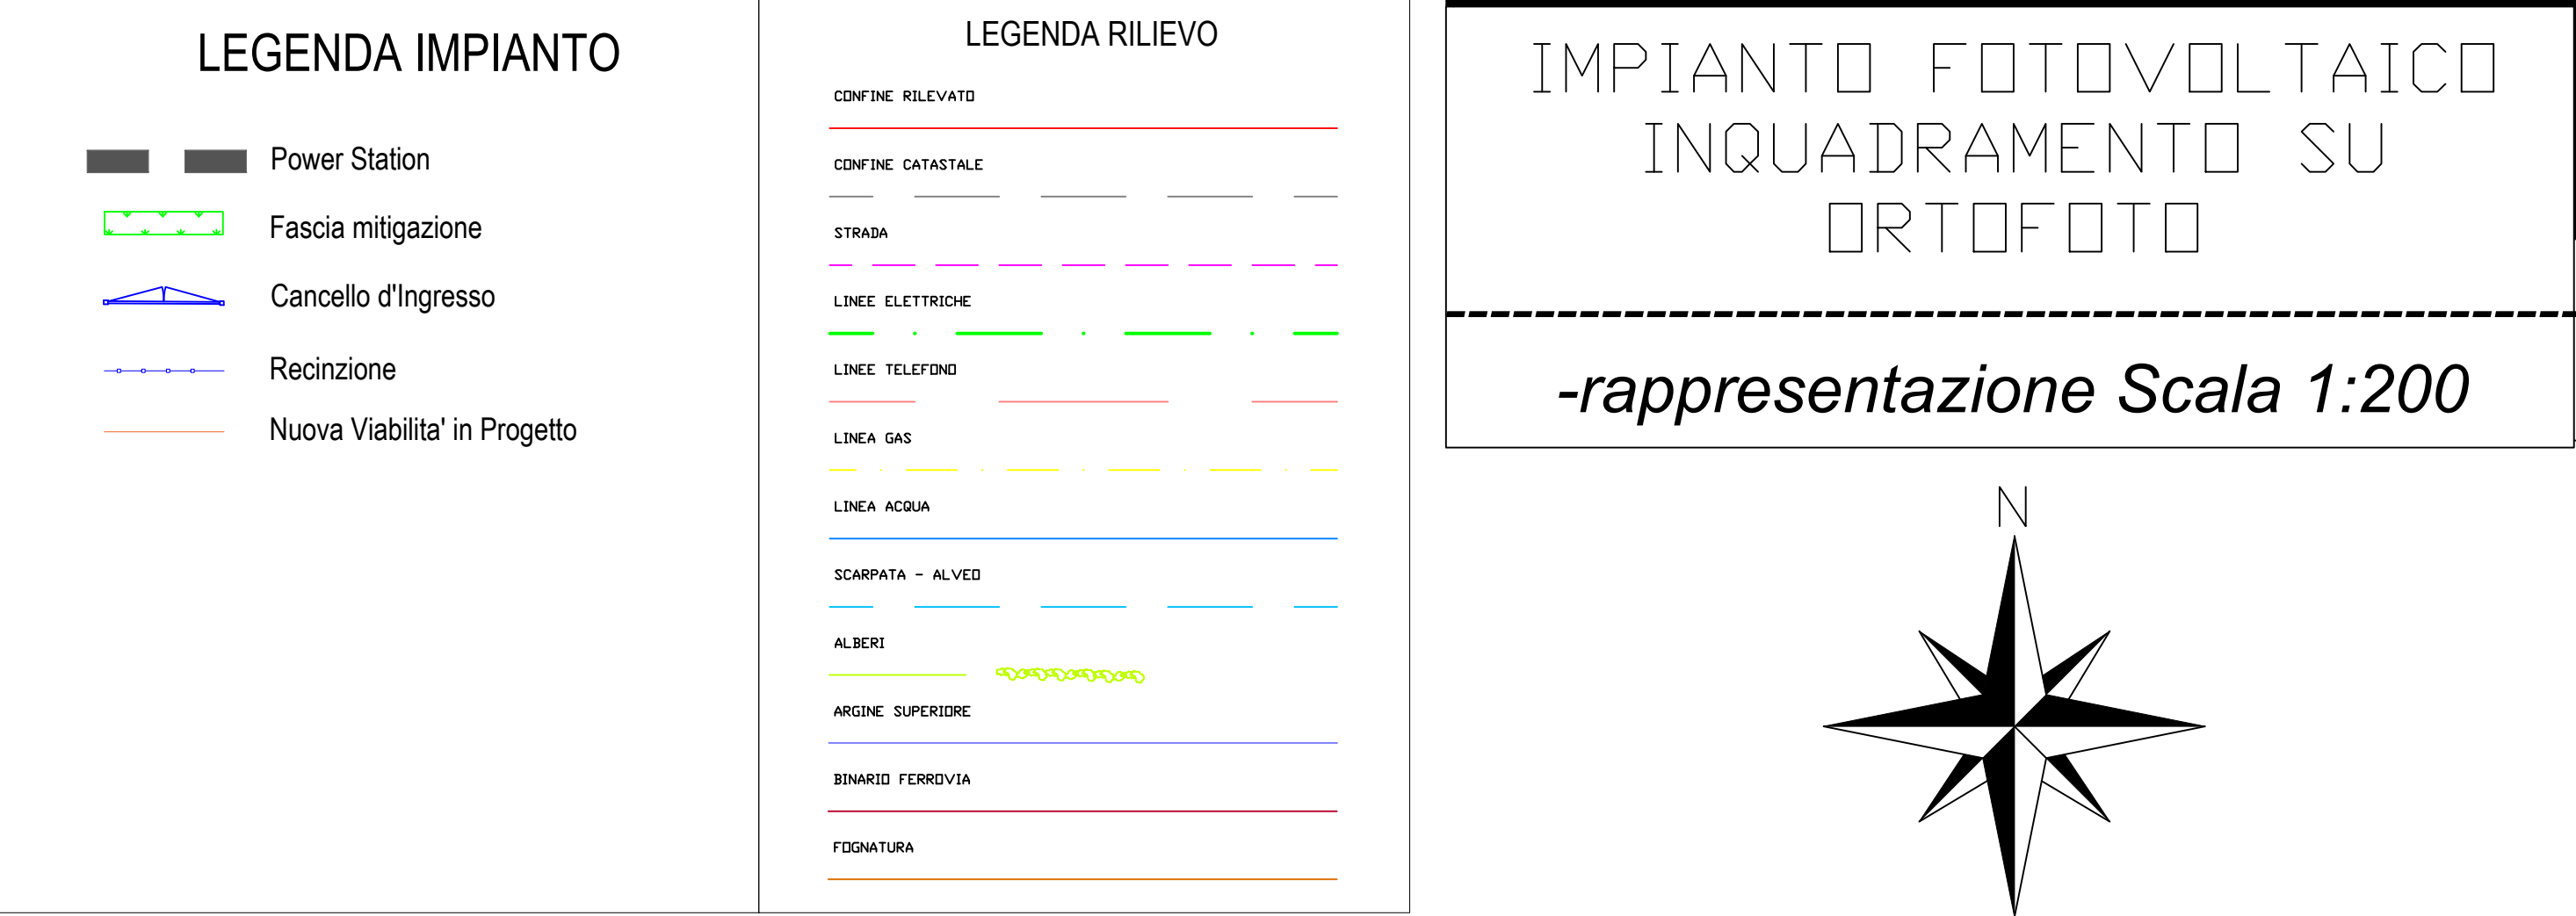 LEGENDA IMPIANTO
Power Station
Fascia mitigazione
Cancello d'Ingresso
Recinzione
Nuova Viabilita' in Progetto
LEGENDA RILIEVO
CONFINE RILEVATO
CONFINE CATASTALE
STRADA
LINEE ELETTRICHE
LINEE TELEFONO
LINEA GAS
LINEA ACQUA
SCARPATA - ALVEO
ALBERI
ARGINE SUPERIORE
BINARIO FERROVIA
FOGNATURA
IMPIANTO FOTOVOLTAICO
INQUADRAMENTO SU
ORTOFOTO
-rappresentazione Scala 1:200
N